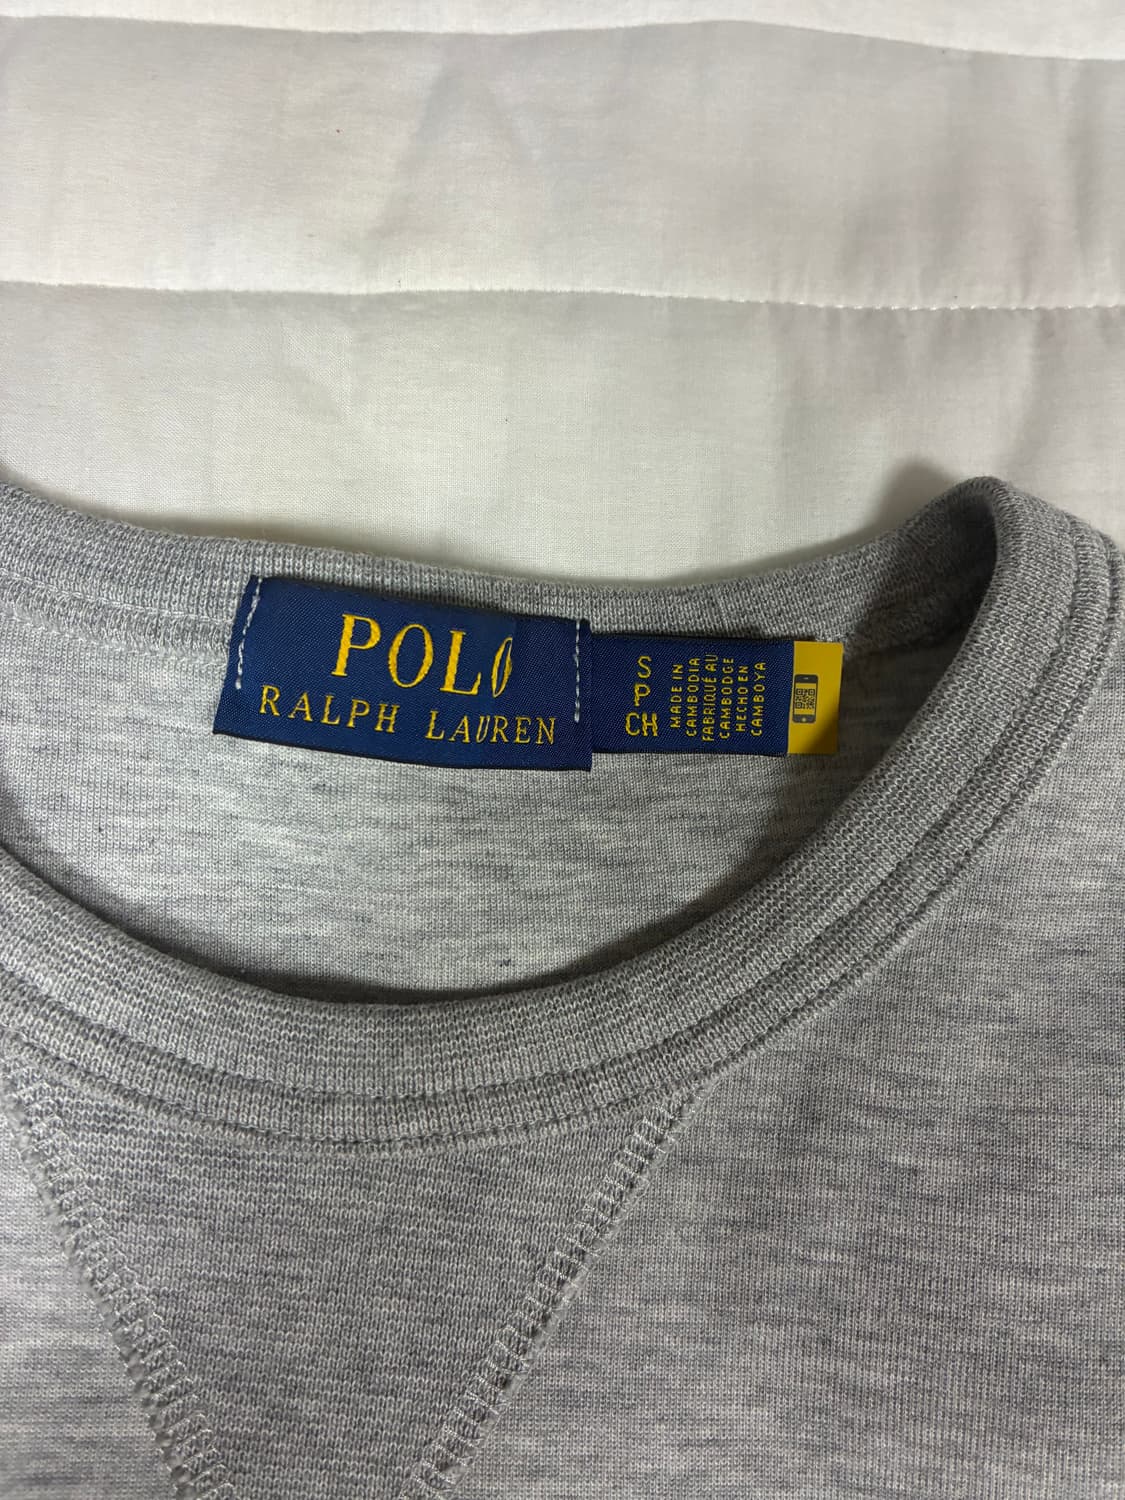 POLO
RALPH LAUREN
S
P
CH
MADE IN
CAMBODIA
FABRIQUÉ AU
CAMBODGE
HECHO EN
CAMBOYA